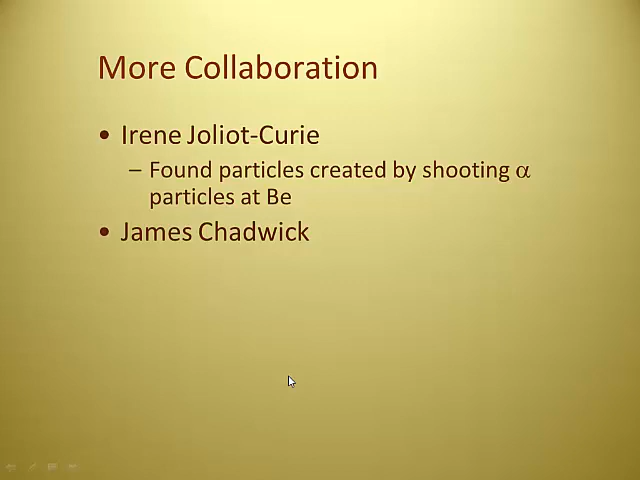 More Collaboration
• Irene Joliot-Curie
– Found particles created by shooting α
particles at Be
• James Chadwick